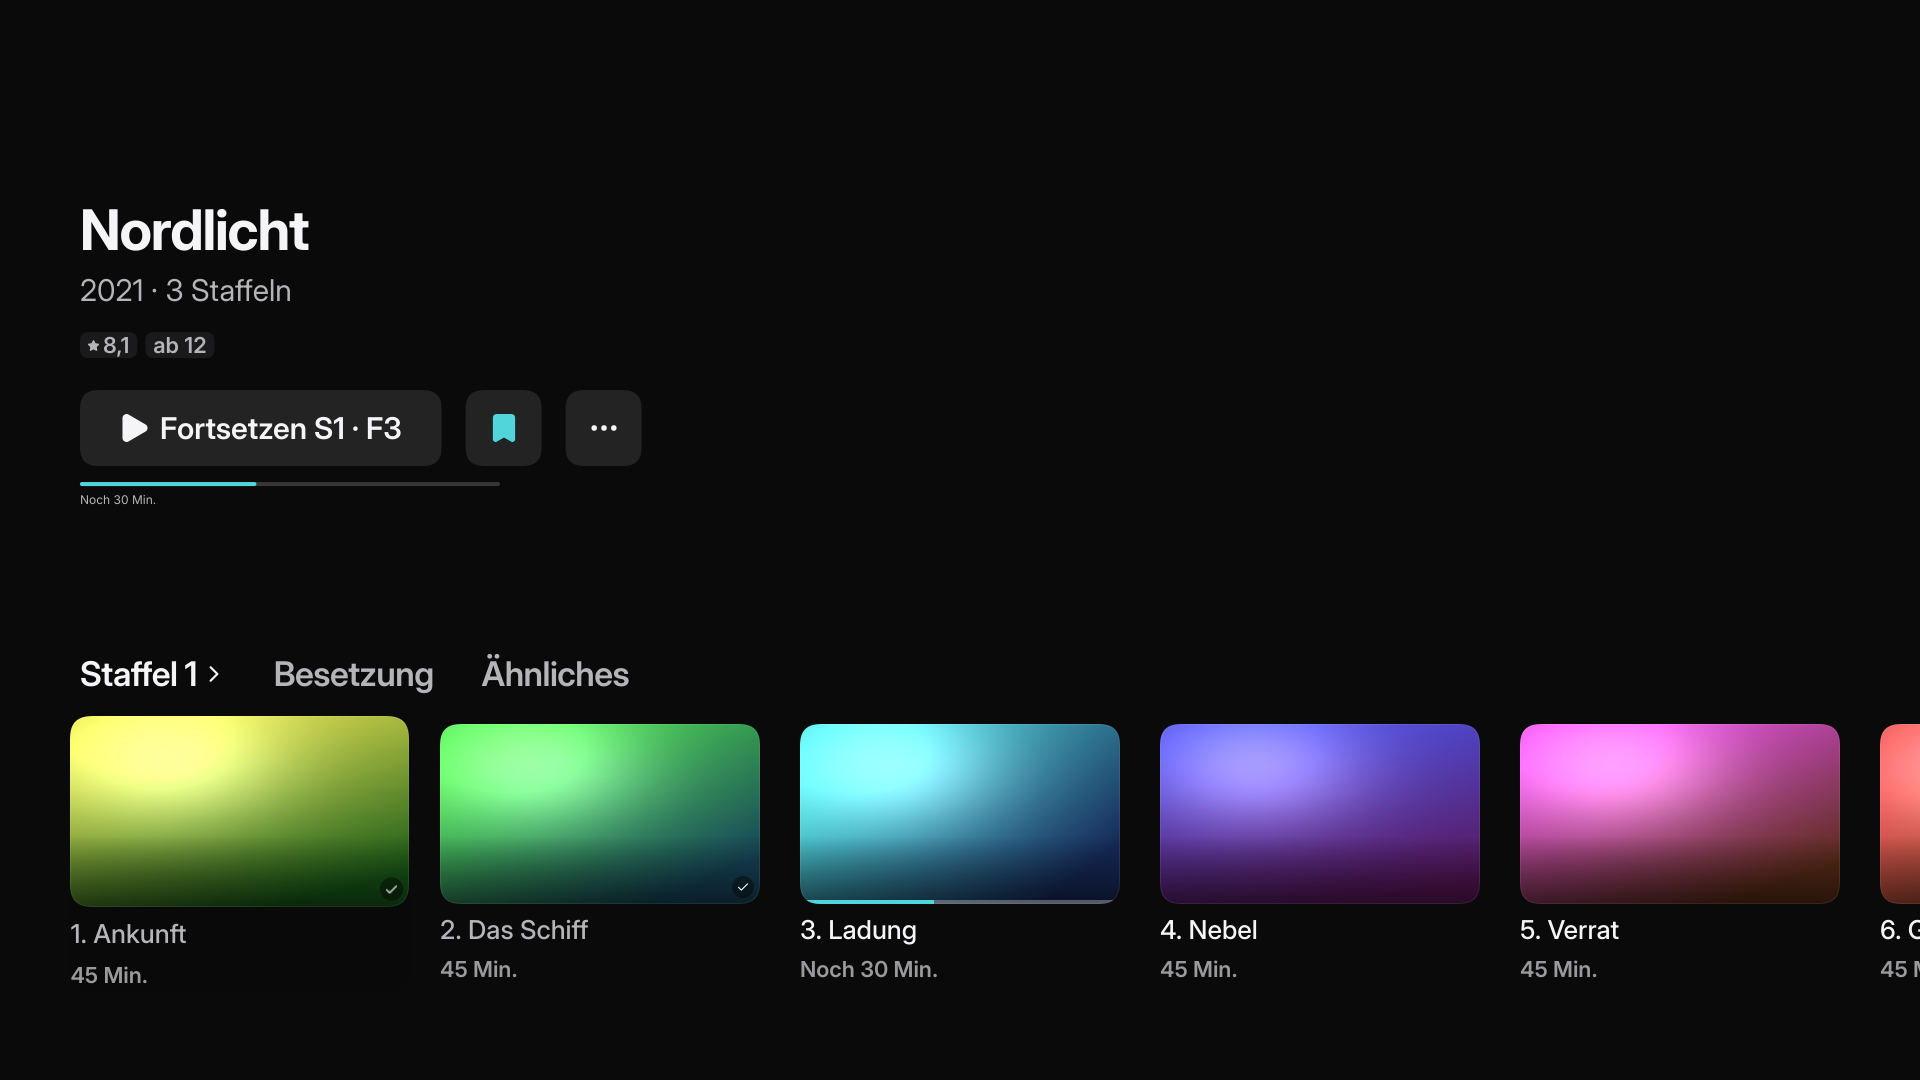 Nordlicht
2021 · 3 Staffeln
8,1 ab 12
Fortsetzen S1 · F3
Noch 30 Min.
Staffel 1 Besetzung Ähnliches
1. Ankunft
45 Min.
2. Das Schiff
45 Min.
3. Ladung
Noch 30 Min.
4. Nebel
45 Min.
5. Verrat
45 Min.
6.
45